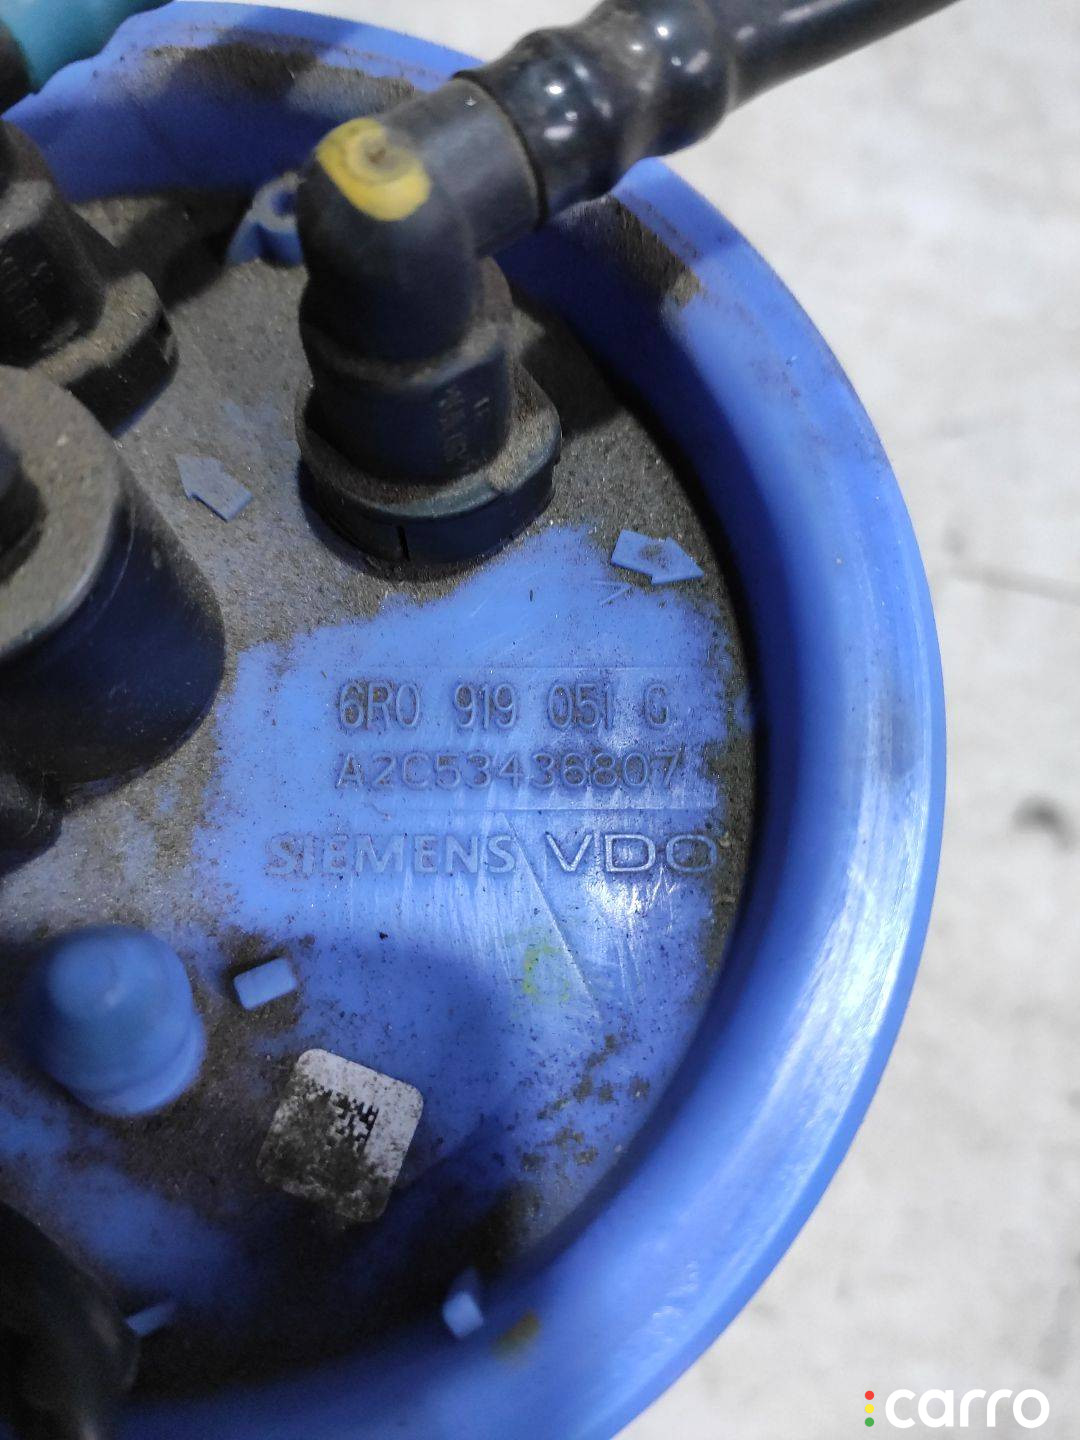 6R0 919 051 G
A2C53436807
SIEMENS VDO
carro